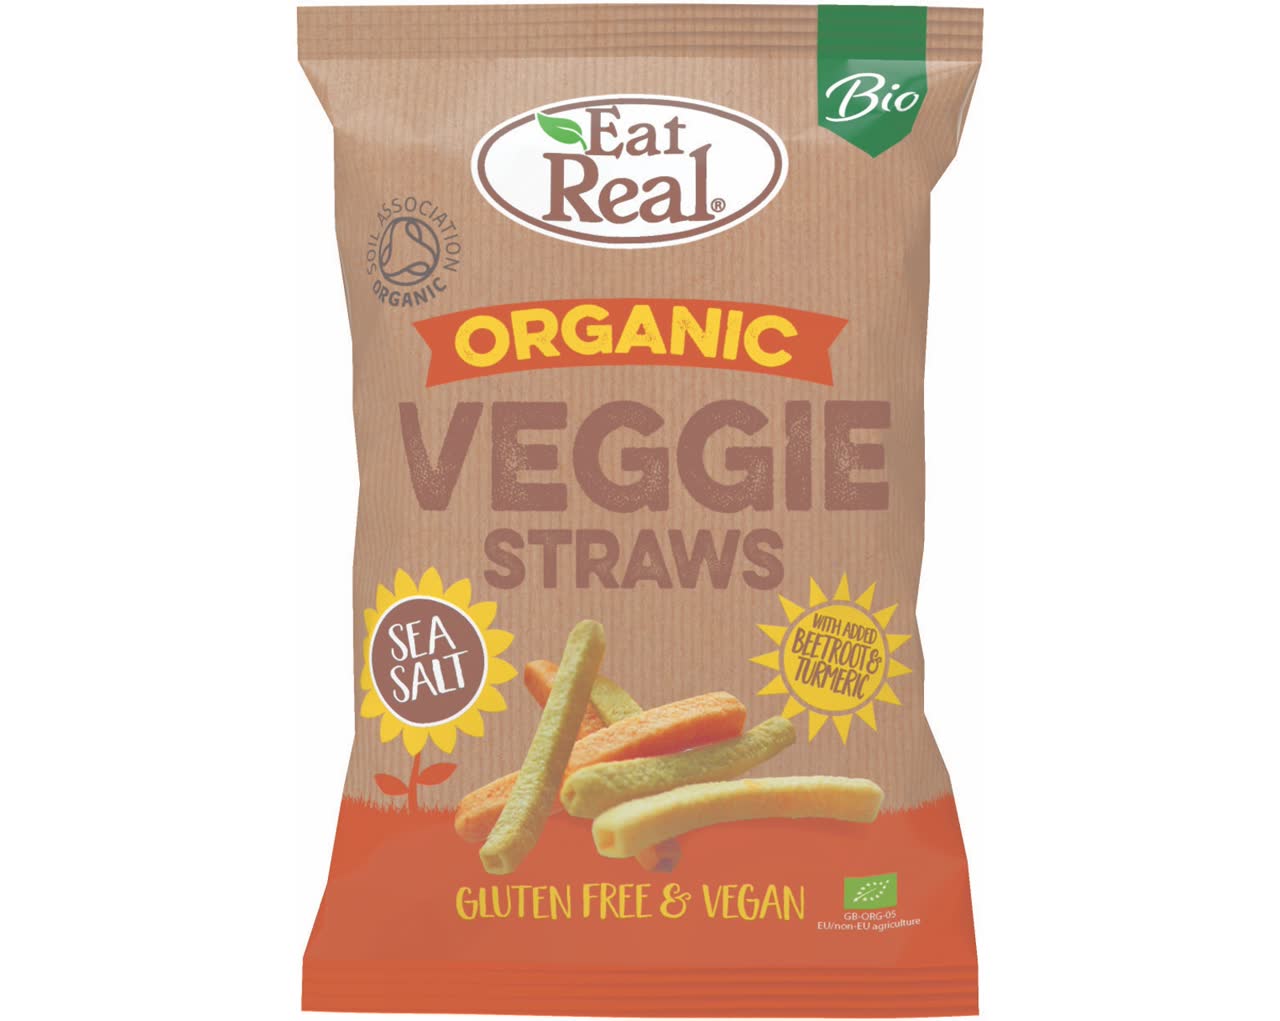 Bio
Eat
Real®
SOIL ASSOCIATION
ORGANIC
ORGANIC
VEGGIE
STRAWS
SEA
SALT
WITH ADDED
BEETROOT &
TURMERIC
GLUTEN FREE & VEGAN
GB-ORG-05
EU/non-EU agriculture